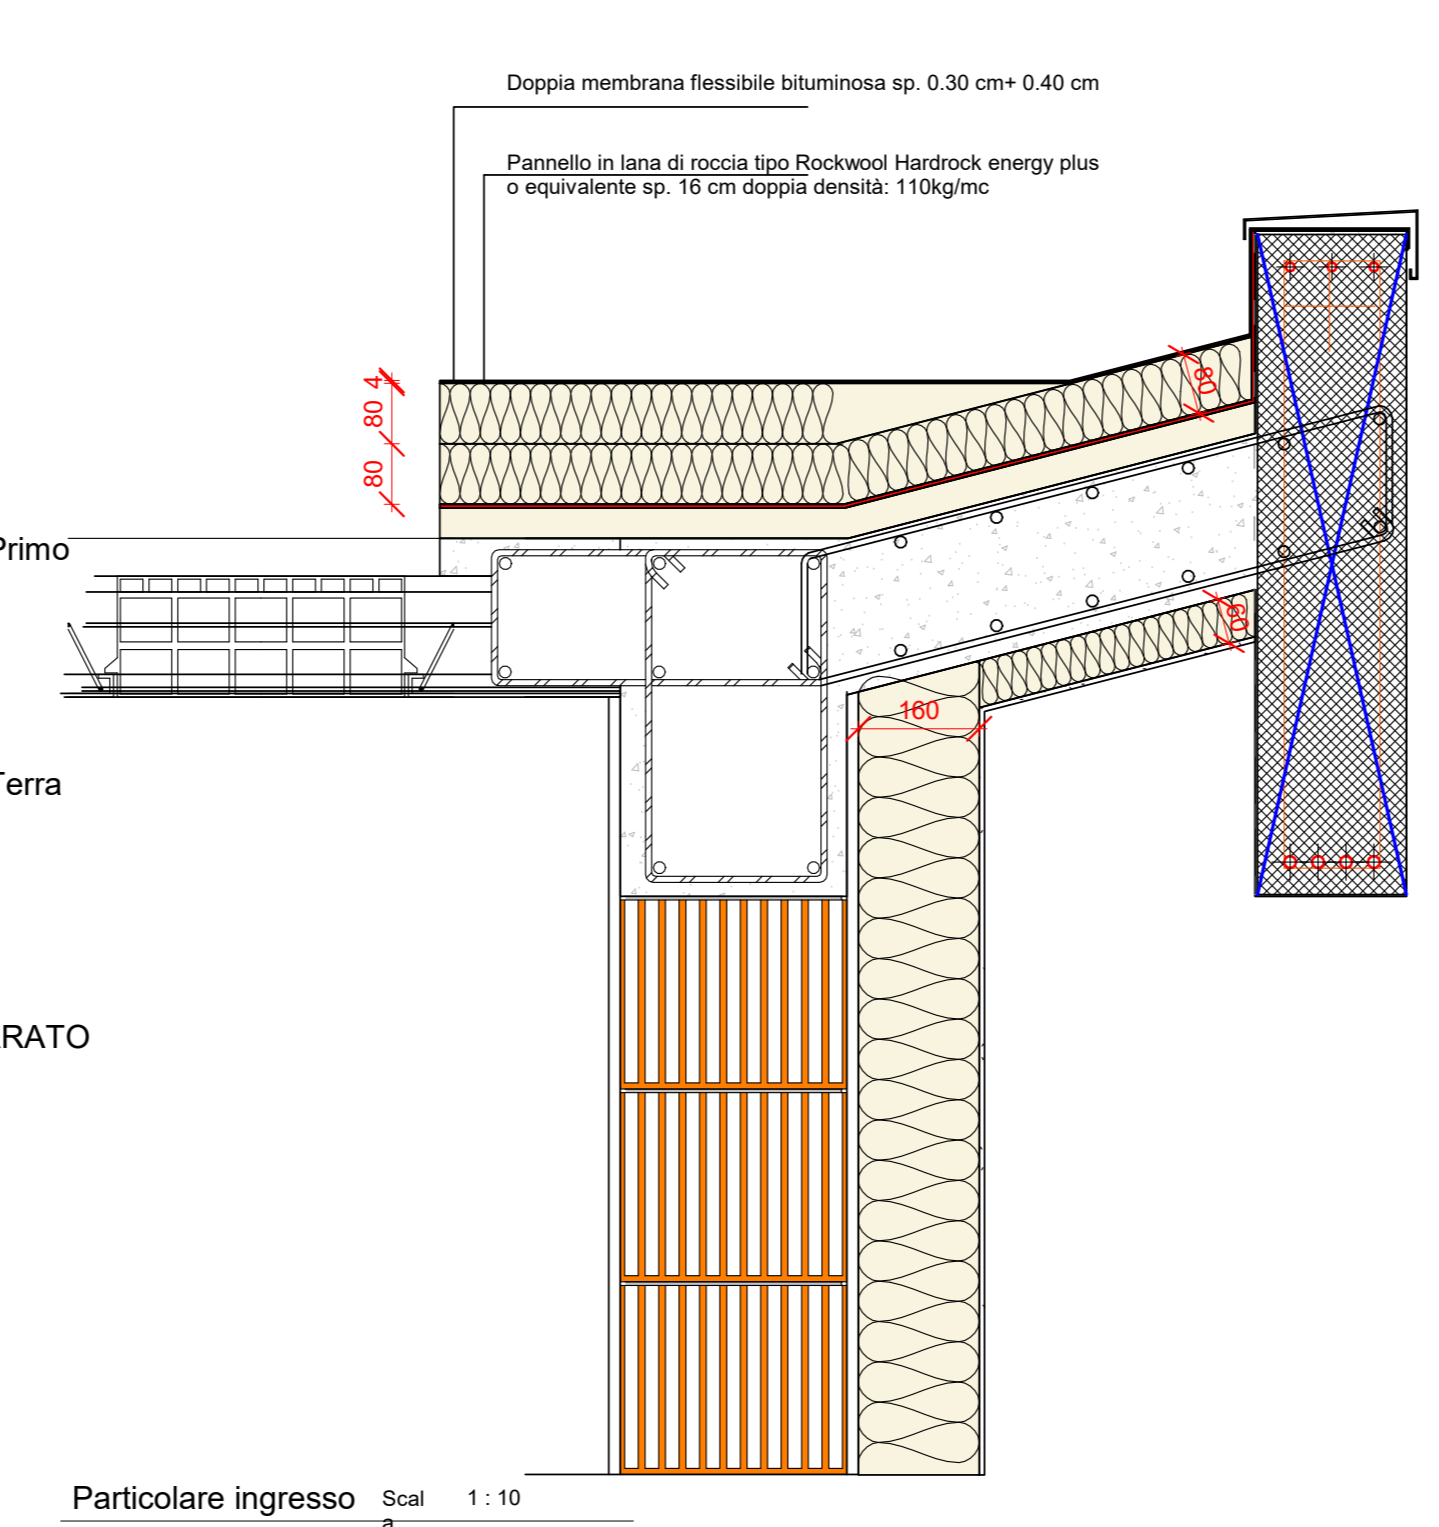 Doppia membrana flessibile bituminosa sp. 0.30 cm+ 0.40 cm
Pannello in lana di roccia tipo Rockwool Hardrock energy plus
o equivalente sp. 16 cm doppia densità: 110kg/mc
4
80
80
80
Primo
60
160
Terra
RATO
Particolare ingresso
Scal
a
1 : 10